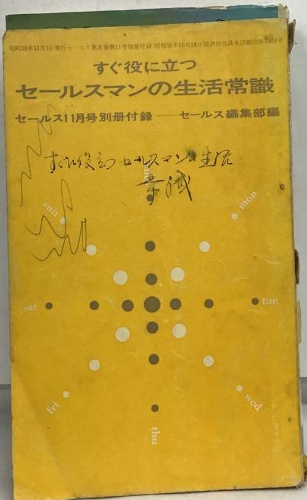 すぐ役に立つ
セールスマンの生活常識
セールス11月号別冊付録――セールス編集部編
すぐに役立つセールスマンの生活
常識
sun
mon
sat
tue
fri
wed
thu